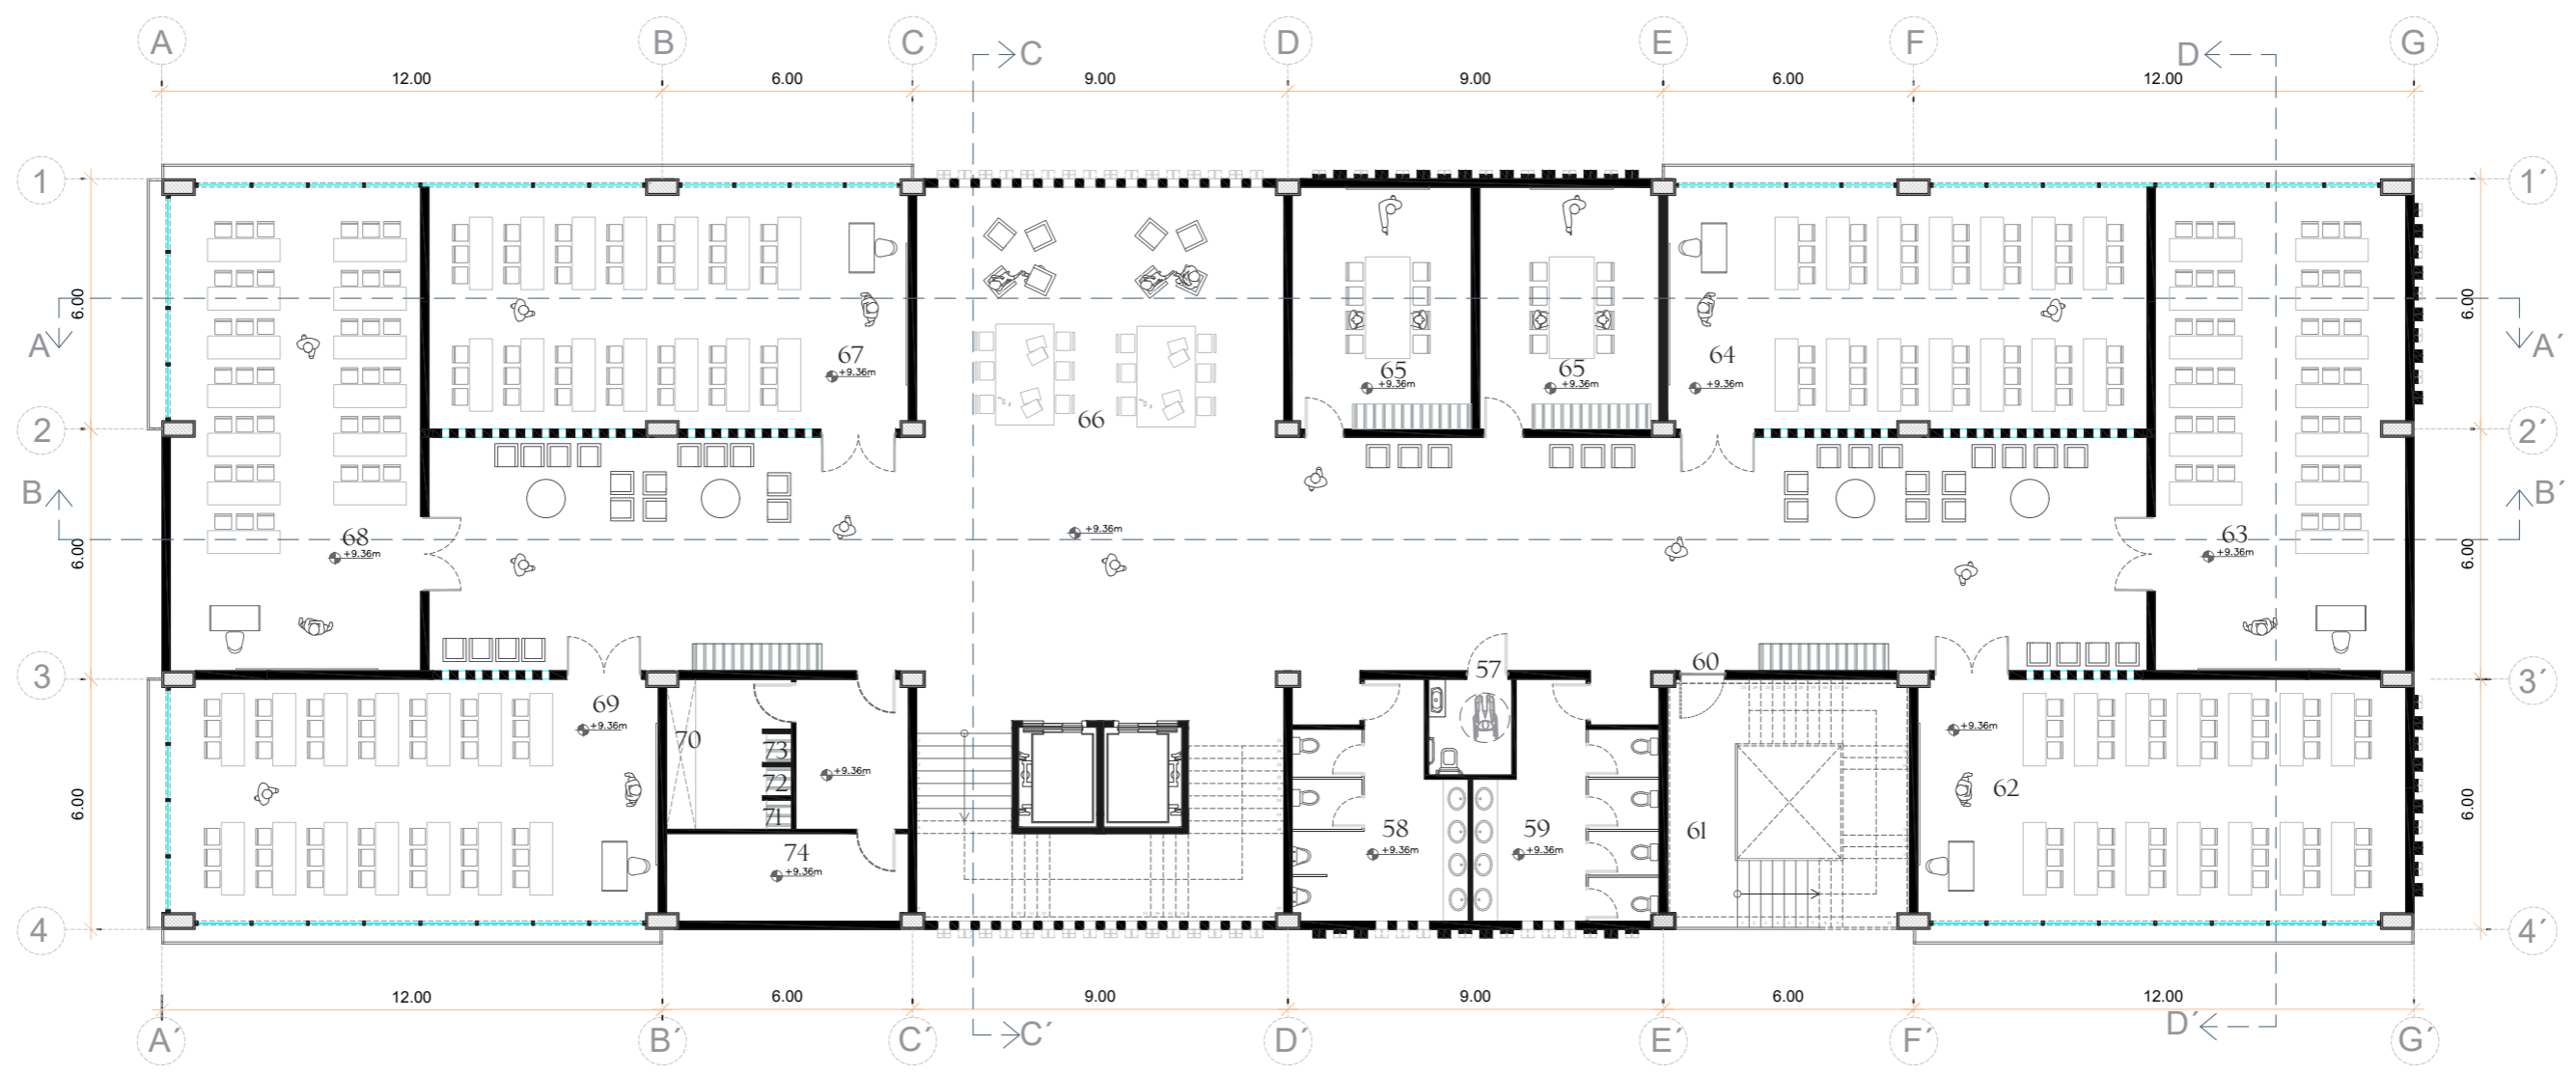 A B C D E F G
C D
12.00 6.00 9.00 9.00 6.00 12.00
1 1´
6.00 6.00
A A´
67 +9.36m
65 +9.36m
65 +9.36m
64 +9.36m
66
2 2´
B B´
+9.36m
68 +9.36m
63 +9.36m
6.00 6.00
57
60
3 3´
69 +9.36m
+9.36m
70
73
72
71
+9.36m
62
6.00 6.00
58 +9.36m
59 +9.36m
61
74 +9.36m
4 4´
12.00 6.00 9.00 9.00 6.00 12.00
C´ D´
A´ B´ C´ D´ E´ F´ G´